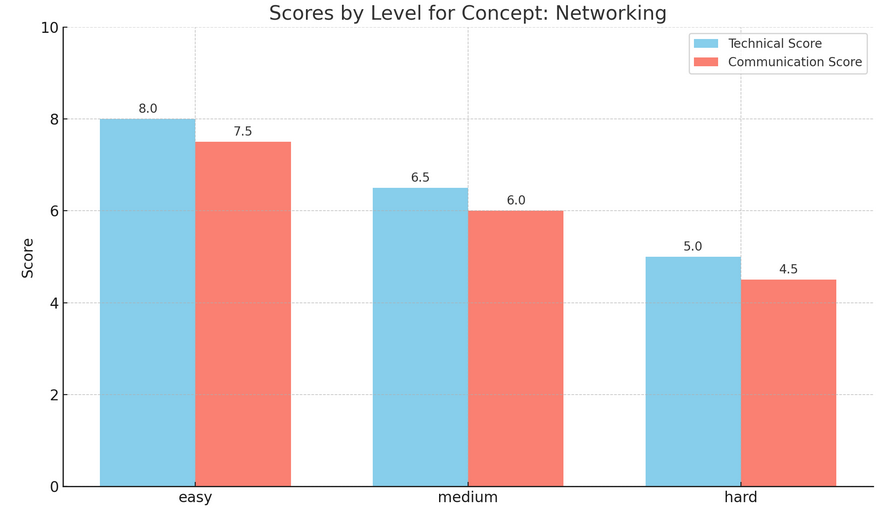 Scores by Level for Concept: Networking
Technical Score
Communication Score
Score
10
8
6
4
2
0
8.0
7.5
6.5
6.0
5.0
4.5
easy
medium
hard